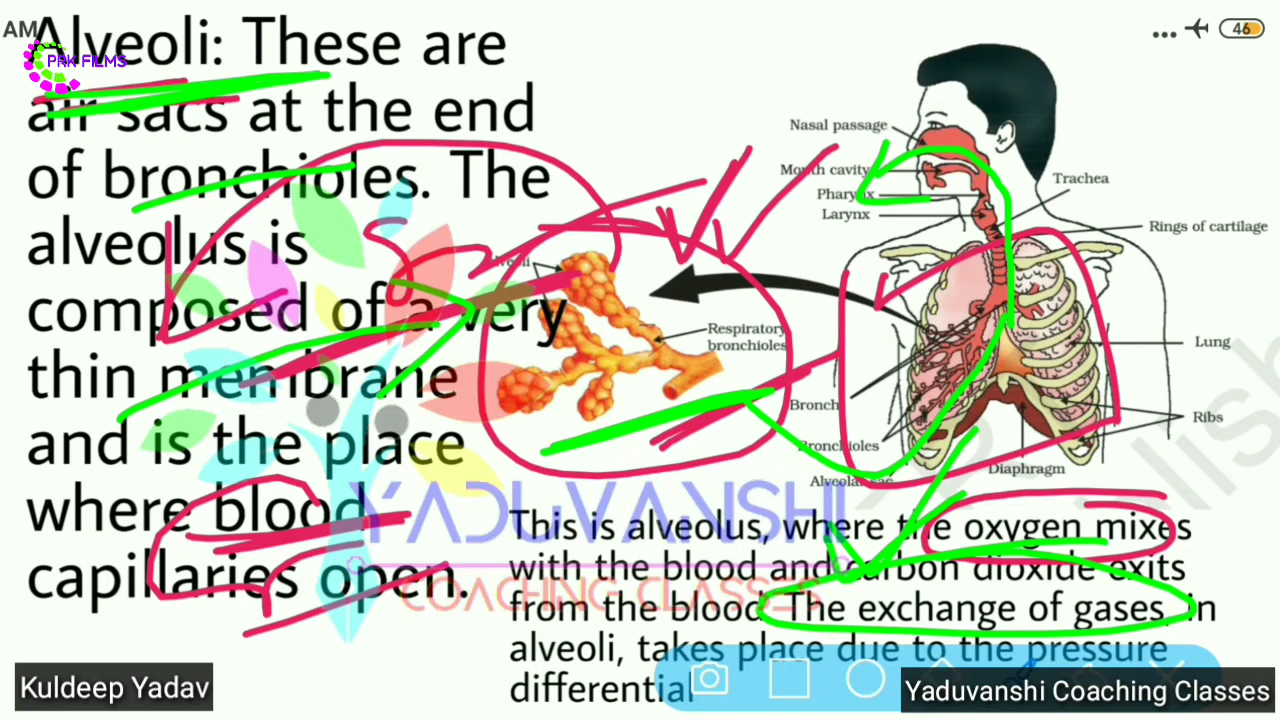 AM
46
PRK FILMS
Alveoli: These are
air sacs at the end
of bronchioles. The
alveolus is
composed of a very
thin membrane
and is the place
where blood
capillaries open.
Nasal passage
Mouth cavity
Pharynx
Larynx
Trachea
Rings of cartilage
Lung
Ribs
Diaphragm
Bronchioles
Respiratory
bronchioles
YADUVANSHI
COACHING CLASSES
This is alveolus, where the oxygen mixes
with the blood and carbon dioxide exits
from the blood. The exchange of gases, in
alveoli, takes place due to the pressure
differential
Kuldeep Yadav
Yaduvanshi Coaching Classes